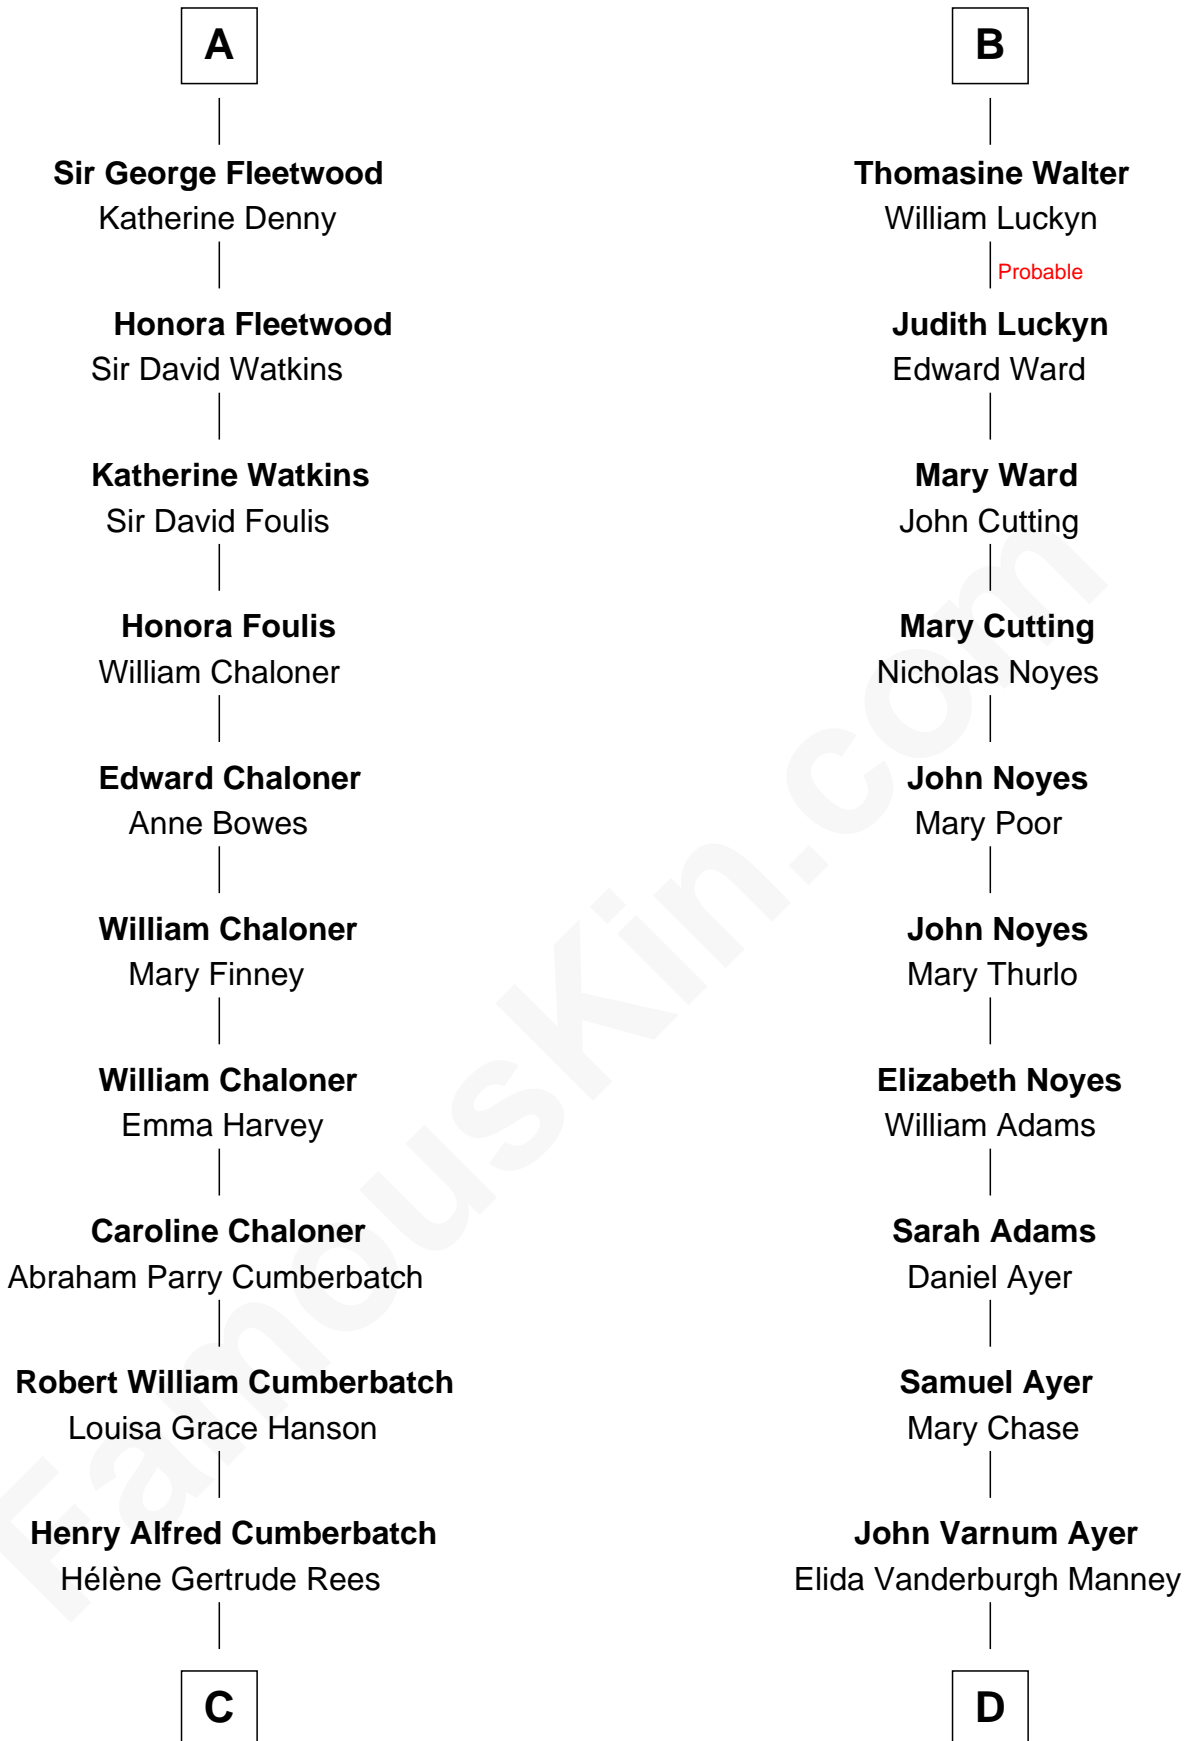 A
Sir George Fleetwood
Katherine Denny
Honora Fleetwood
Sir David Watkins
Katherine Watkins
Sir David Foulis
Honora Foulis
William Chaloner
Edward Chaloner
Anne Bowes
William Chaloner
Mary Finney
William Chaloner
Emma Harvey
Caroline Chaloner
Abraham Parry Cumberbatch
Robert William Cumberbatch
Louisa Grace Hanson
Henry Alfred Cumberbatch
Hélène Gertrude Rees
C
B
Thomasine Walter
William Luckyn
Probable
Judith Luckyn
Edward Ward
Mary Ward
John Cutting
Mary Cutting
Nicholas Noyes
John Noyes
Mary Poor
John Noyes
Mary Thurlo
Elizabeth Noyes
William Adams
Sarah Adams
Daniel Ayer
Samuel Ayer
Mary Chase
John Varnum Ayer
Elida Vanderburgh Manney
D
FamousKin.com